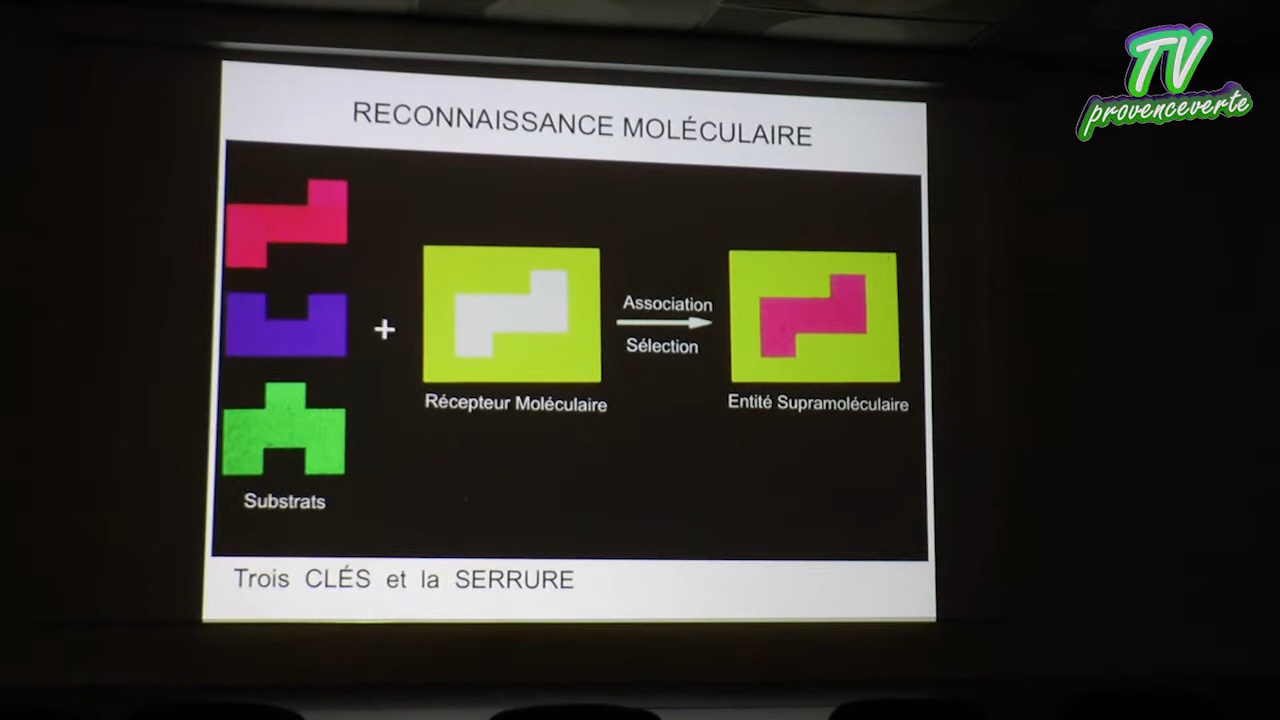 TV
provenceverte
RECONNAISSANCE MOLÉCULAIRE
+
Association
Sélection
Récepteur Moléculaire
Entité Supramoléculaire
Substrats
Trois CLÉS et la SERRURE